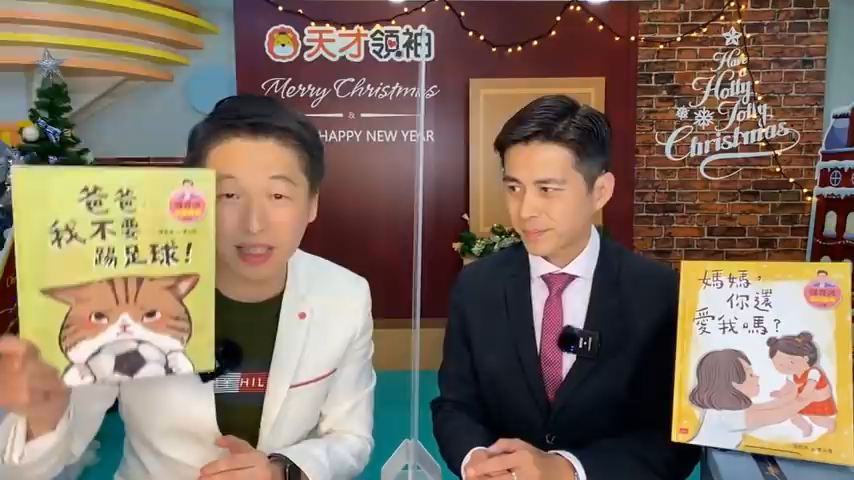 天才領袖
Merry Christmas
&
HAPPY NEW YEAR
Have
A
Holly
Jolly
Christmas
爸爸,
我不要
踢足球!
媽媽,
你還
愛我嗎?
HIL